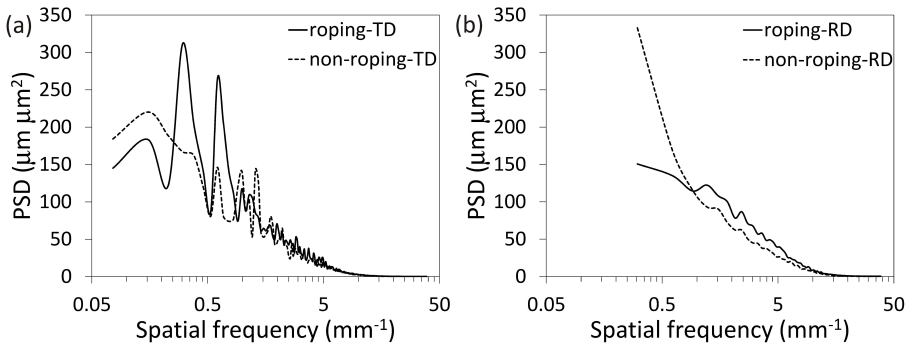 (a)
350
300
250
200
150
100
50
0
PSD (μm μm²)
roping-TD
non-roping-TD
0.05 0.5 5 50
Spatial frequency (mm⁻¹)
(b)
350
300
250
200
150
100
50
0
PSD (μm μm²)
roping-RD
non-roping-RD
0.05 0.5 5 50
Spatial frequency (mm⁻¹)